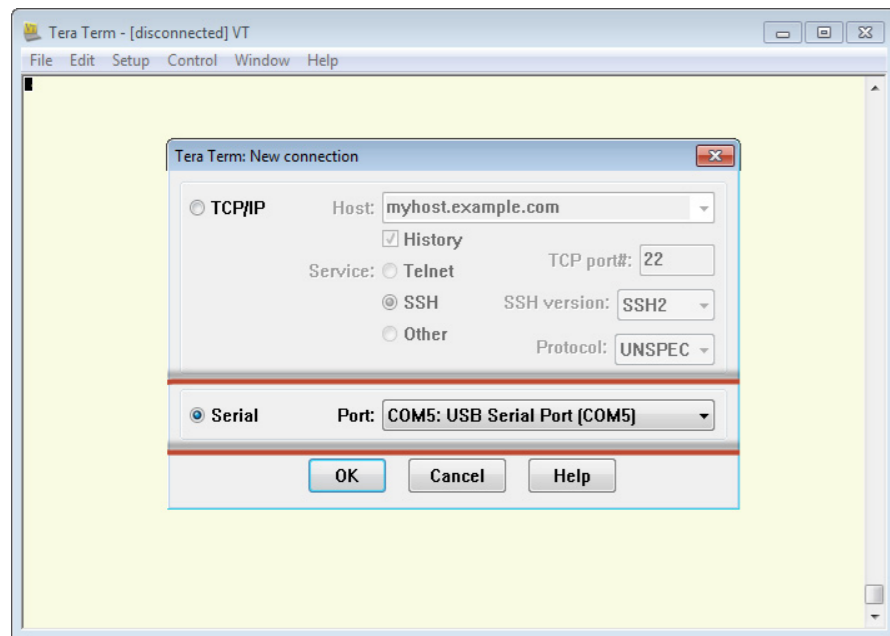 Tera Term - [disconnected] VT
File Edit Setup Control Window Help
Tera Term: New connection
TCP/IP Host: myhost.example.com
History
Service: Telnet TCP port#: 22
SSH SSH version: SSH2
Other Protocol: UNSPEC
Serial Port: COM5: USB Serial Port (COM5)
OK Cancel Help